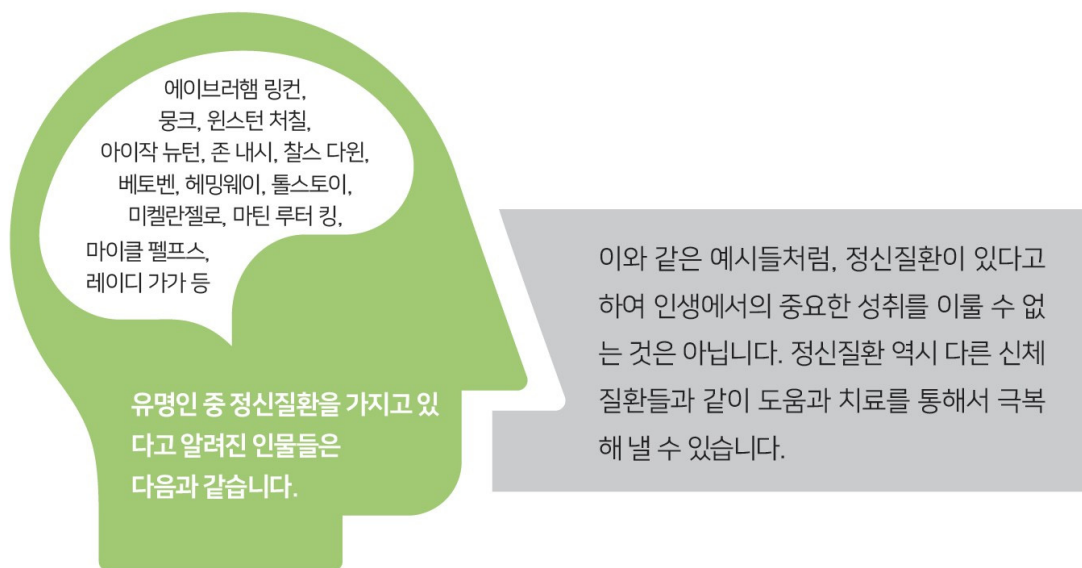 에이브러햄 링컨,
뭉크, 윈스턴 처칠,
아이작 뉴턴, 존 내시, 찰스 다윈,
베토벤, 헤밍웨이, 톨스토이,
미켈란젤로, 마틴 루터 킹,
마이클 펠프스,
레이디 가가 등
유명인 중 정신질환을 가지고 있
다고 알려진 인물들은
다음과 같습니다.
이와 같은 예시들처럼, 정신질환이 있다고
하여 인생에서의 중요한 성취를 이룰 수 없
는 것은 아닙니다. 정신질환 역시 다른 신체
질환들과 같이 도움과 치료를 통해서 극복
해 낼 수 있습니다.